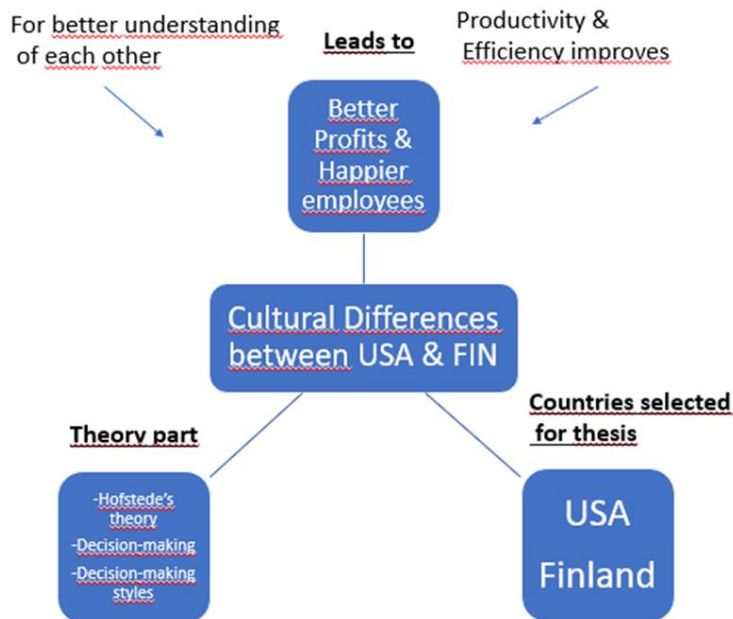 For better understanding
of each other
Leads to
Productivity &
Efficiency improves
Better
Profits &
Happier
employees
Cultural Differences
between USA & FIN
Theory part
-Hofstede's
theory
-Decision-making
-Decision-making
styles
Countries selected
for thesis
USA
Finland